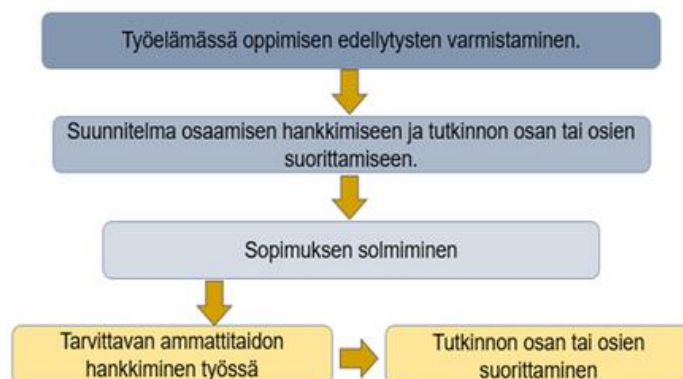 Työelämässä oppimisen edellytysten varmistaminen.
Suunnitelma osaamisen hankkimiseen ja tutkinnon osan tai osien
suorittamiseen.
Sopimuksen solmiminen
Tarvittavan ammattitaidon
hankkiminen työssä
Tutkinnon osan tai osien
suorittaminen